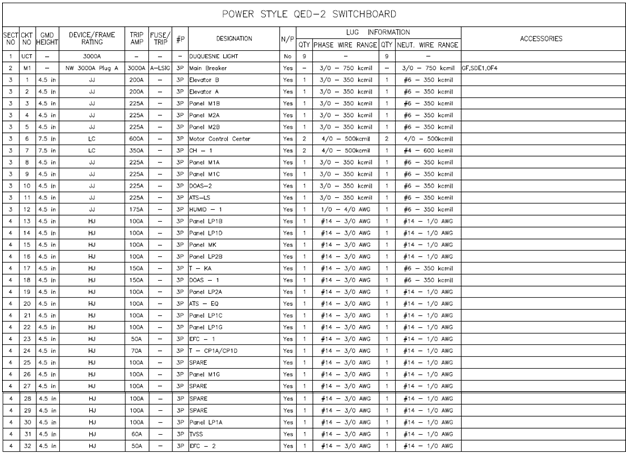 POWER STYLE QED-2 SWITCHBOARD
SECT NO CKT NO GMD HEIGHT DEVICE/FRAME RATING TRIP AMP FUSE/TRIP #P DESIGNATION N/P LUG INFORMATION QTY PHASE WIRE RANGE QTY NEUT. WIRE RANGE ACCESSORIES
1 UCT – 3000A – – DUQUESNE LIGHT No 9 – 9 –
2 M1 – NW 3000A Plug A 3000A A-LSIG 3P Main Breaker Yes – 3/0 - 750 kcmil – 3/0 - 750 kcmil GF,SDE1,OF4
3 1 4.5 in JJ 200A – 3P Elevator B Yes 1 3/0 - 350 kcmil 1 #6 - 350 kcmil
3 2 4.5 in JJ 200A – 3P Elevator A Yes 1 3/0 - 350 kcmil 1 #6 - 350 kcmil
3 3 4.5 in JJ 225A – 3P Panel M1B Yes 1 3/0 - 350 kcmil 1 #6 - 350 kcmil
3 4 4.5 in JJ 225A – 3P Panel M2A Yes 1 3/0 - 350 kcmil 1 #6 - 350 kcmil
3 5 4.5 in JJ 225A – 3P Panel M2B Yes 1 3/0 - 350 kcmil 1 #6 - 350 kcmil
3 6 7.5 in LC 600A – 3P Motor Control Center Yes 2 4/0 - 500kcmil 2 4/0 - 500kcmil
3 7 7.5 in LC 350A – 3P CH - 1 Yes 2 4/0 - 500kcmil 1 #4 - 600 kcmil
3 8 4.5 in JJ 225A – 3P Panel M1A Yes 1 3/0 - 350 kcmil 1 #6 - 350 kcmil
3 9 4.5 in JJ 225A – 3P Panel M1C Yes 1 3/0 - 350 kcmil 1 #6 - 350 kcmil
3 10 4.5 in JJ 225A – 3P DOAS-2 Yes 1 3/0 - 350 kcmil 1 #6 - 350 kcmil
3 11 4.5 in JJ 225A – 3P ATS-LS Yes 1 3/0 - 350 kcmil 1 #6 - 350 kcmil
3 12 4.5 in JJ 175A – 3P HUMID - 1 Yes 1 1/0 - 4/0 AWG 1 #6 - 350 kcmil
4 13 4.5 in HJ 100A – 3P Panel LP1B Yes 1 #14 - 3/0 AWG 1 #14 - 1/0 AWG
4 14 4.5 in HJ 100A – 3P Panel LP1D Yes 1 #14 - 3/0 AWG 1 #14 - 1/0 AWG
4 15 4.5 in HJ 100A – 3P Panel MK Yes 1 #14 - 3/0 AWG 1 #14 - 1/0 AWG
4 16 4.5 in HJ 100A – 3P Panel LP2B Yes 1 #14 - 3/0 AWG 1 #14 - 1/0 AWG
4 17 4.5 in HJ 150A – 3P T - KA Yes 1 #14 - 3/0 AWG 1 #6 - 350 kcmil
4 18 4.5 in HJ 150A – 3P DOAS - 1 Yes 1 #14 - 3/0 AWG 1 #6 - 350 kcmil
4 19 4.5 in HJ 100A – 3P Panel LP2A Yes 1 #14 - 3/0 AWG 1 #14 - 1/0 AWG
4 20 4.5 in HJ 100A – 3P ATS - EQ Yes 1 #14 - 3/0 AWG 1 #14 - 1/0 AWG
4 21 4.5 in HJ 100A – 3P Panel LP1C Yes 1 #14 - 3/0 AWG 1 #14 - 1/0 AWG
4 22 4.5 in HJ 100A – 3P Panel LP1G Yes 1 #14 - 3/0 AWG 1 #14 - 1/0 AWG
4 23 4.5 in HJ 50A – 3P EFC - 1 Yes 1 #14 - 3/0 AWG 1 #14 - 1/0 AWG
4 24 4.5 in HJ 70A – 3P T - CP1A/CP1D Yes 1 #14 - 3/0 AWG 1 #14 - 1/0 AWG
4 25 4.5 in HJ 100A – 3P SPARE Yes 1 #14 - 3/0 AWG 1 #14 - 1/0 AWG
4 26 4.5 in HJ 100A – 3P Panel M1G Yes 1 #14 - 3/0 AWG 1 #14 - 1/0 AWG
4 27 4.5 in HJ 100A – 3P SPARE Yes 1 #14 - 3/0 AWG 1 #14 - 1/0 AWG
4 28 4.5 in HJ 100A – 3P SPARE Yes 1 #14 - 3/0 AWG 1 #14 - 1/0 AWG
4 29 4.5 in HJ 100A – 3P SPARE Yes 1 #14 - 3/0 AWG 1 #14 - 1/0 AWG
4 30 4.5 in HJ 100A – 3P Panel LP1A Yes 1 #14 - 3/0 AWG 1 #14 - 1/0 AWG
4 31 4.5 in HJ 60A – 3P TVSS Yes 1 #14 - 3/0 AWG 1 #14 - 1/0 AWG
4 32 4.5 in HJ 50A – 3P EFC - 2 Yes 1 #14 - 3/0 AWG 1 #14 - 1/0 AWG